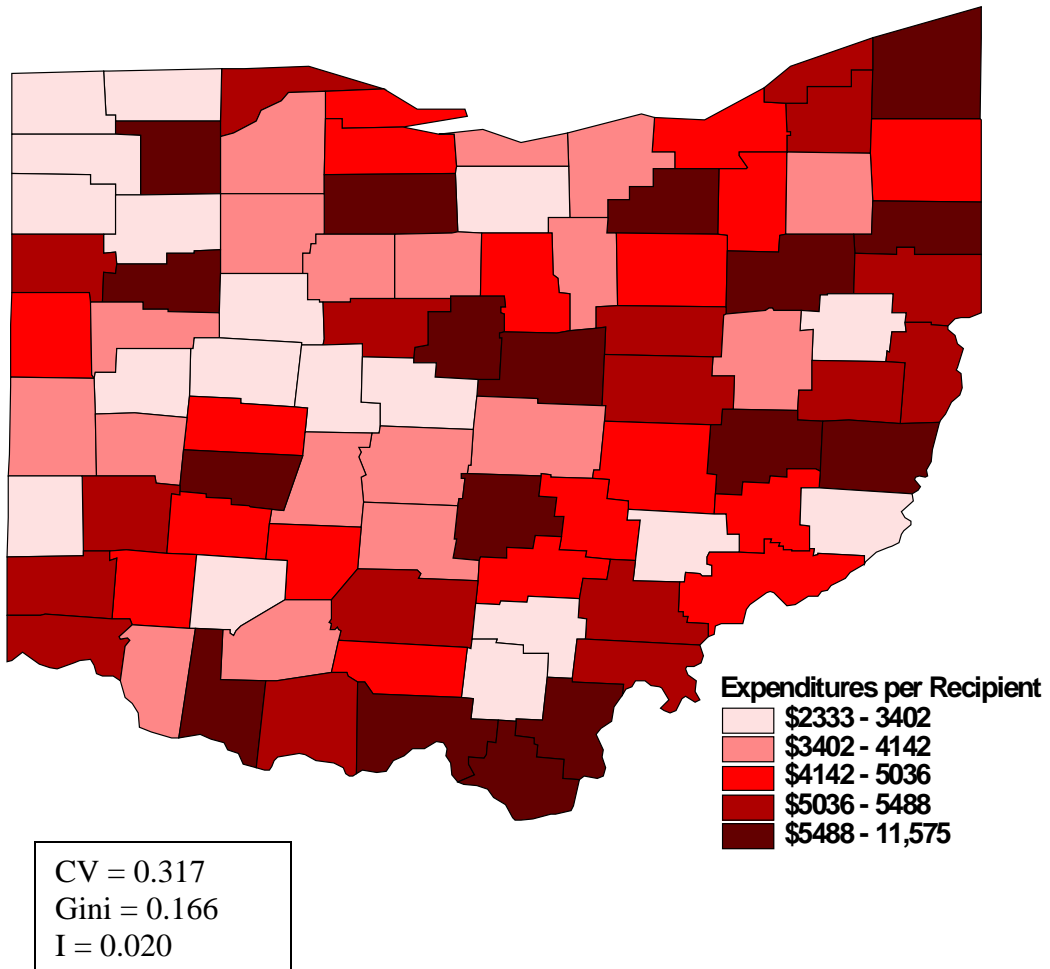 Expenditures per Recipient
$2333 - 3402
$3402 - 4142
$4142 - 5036
$5036 - 5488
$5488 - 11,575
CV = 0.317
Gini = 0.166
I = 0.020